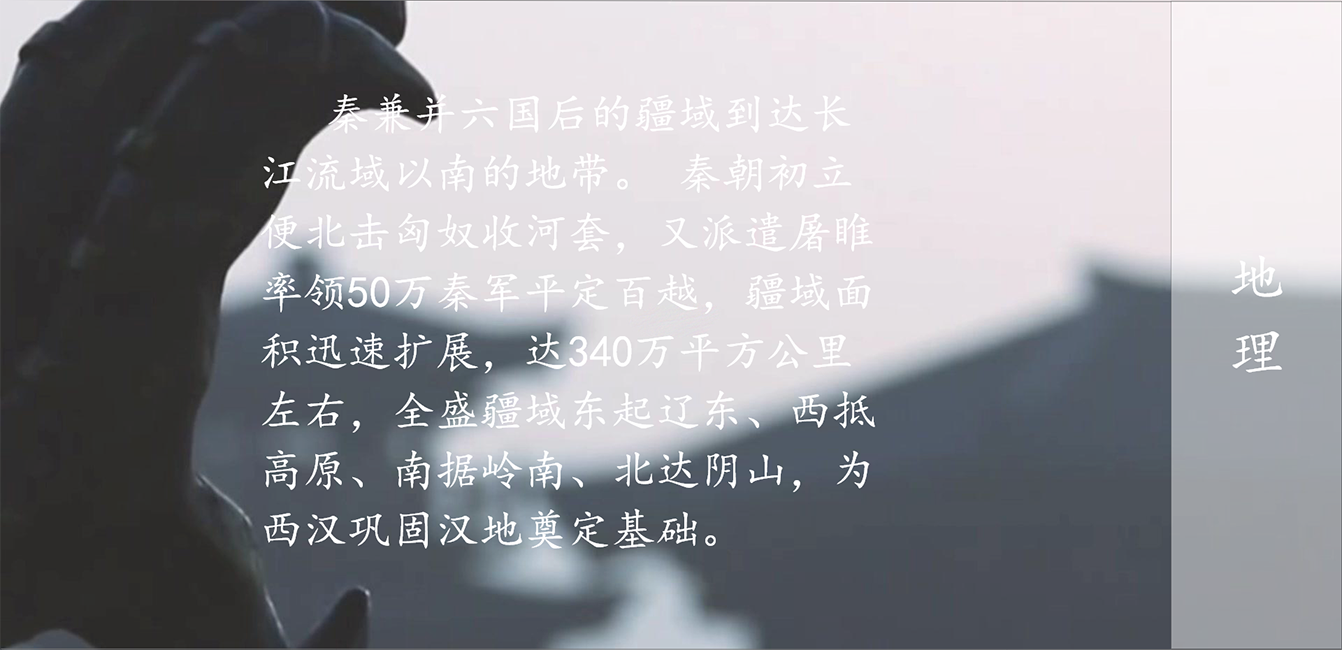 秦兼并六国后的疆域到达长
江流域以南的地带。 秦朝初立
便北击匈奴收河套，又派遣屠睢
率领50万秦军平定百越，疆域面
积迅速扩展，达340万平方公里
左右，全盛疆域东起辽东、西抵
高原、南据岭南、北达阴山，为
西汉巩固汉地奠定基础。
地
理